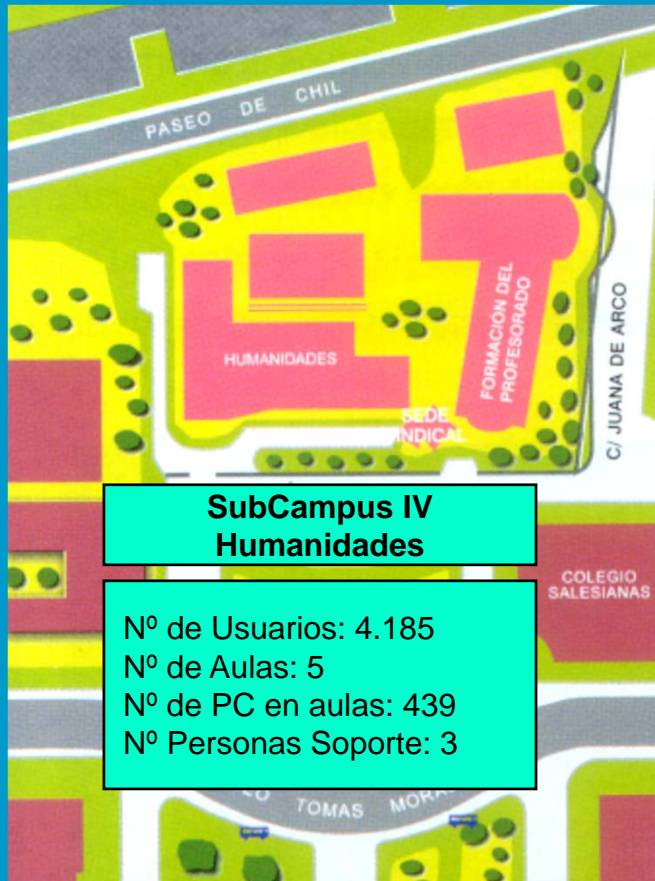 PASEO DE CHIL
HUMANIDADES
FORMACIÓN DEL
PROFESORADO
C/ JUANA DE ARCO
SEDE
INDICAL
SubCampus IV
Humanidades
COLEGIO
SALESIANAS
Nº de Usuarios: 4.185
Nº de Aulas: 5
Nº de PC en aulas: 439
Nº Personas Soporte: 3
TOMAS